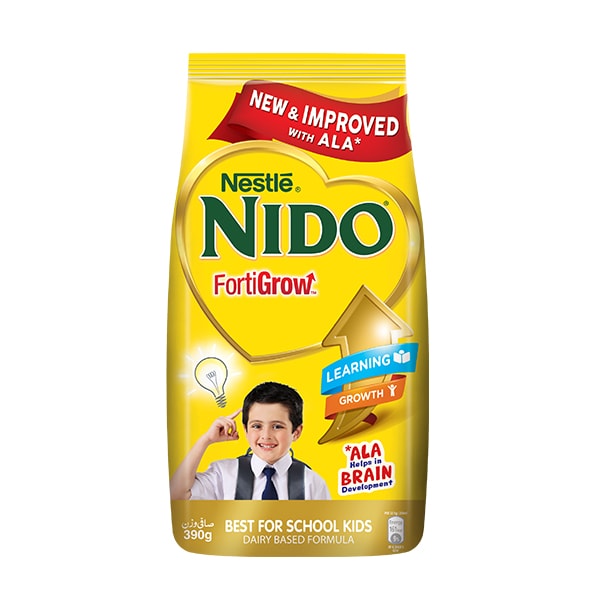 NEW & IMPROVED
WITH ALA*
Nestlé®
NIDO®
FortiGrow™
LEARNING
GROWTH
*ALA
Helps in
BRAIN
Development
صافی وزن
390g
BEST FOR SCHOOL KIDS
DAIRY BASED FORMULA